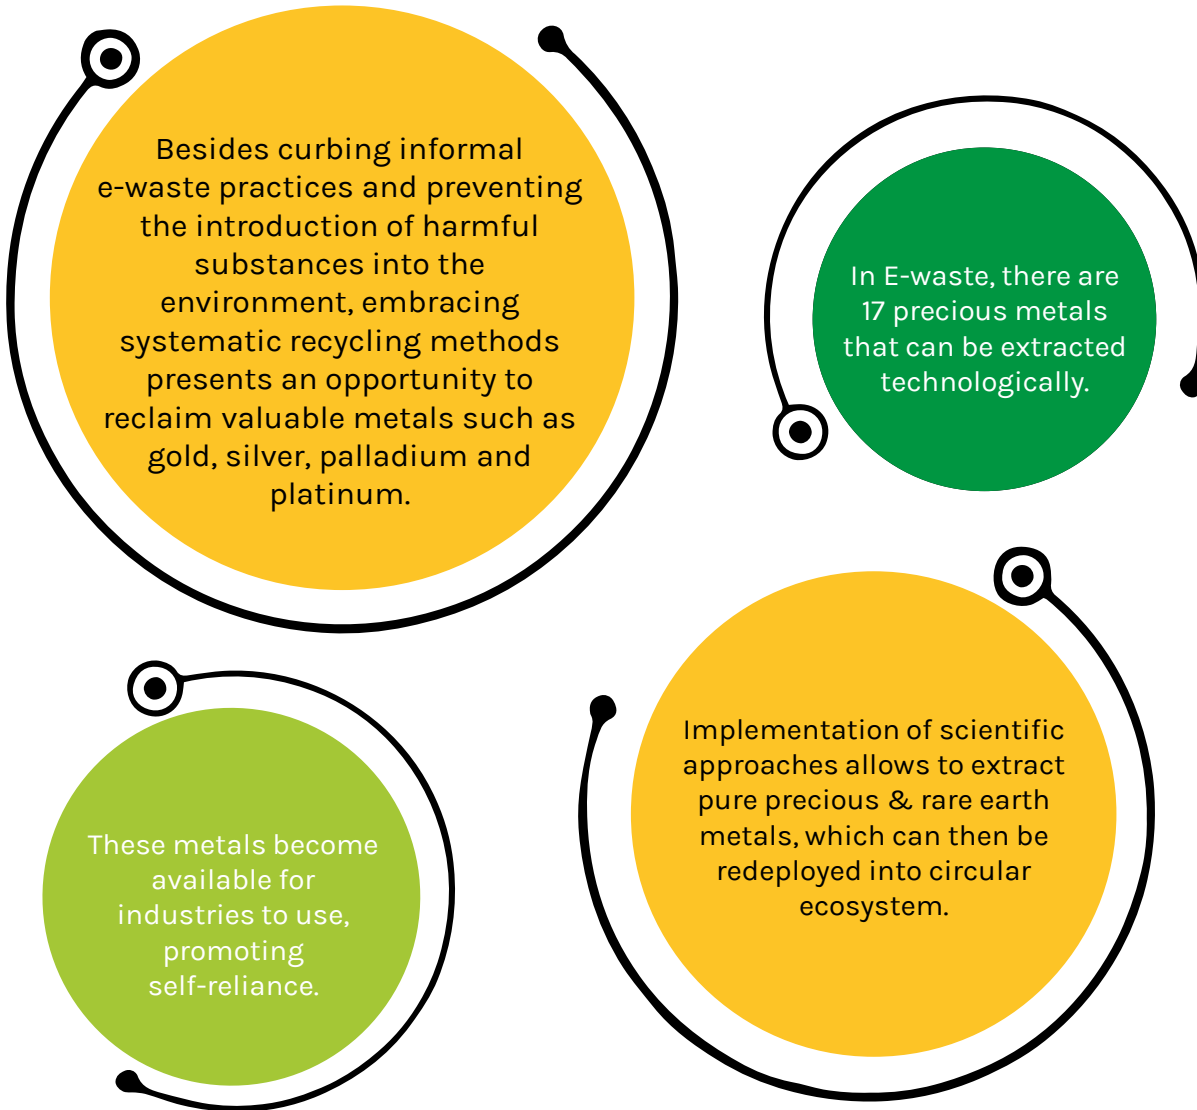 Besides curbing informal
e-waste practices and preventing
the introduction of harmful
substances into the
environment, embracing
systematic recycling methods
presents an opportunity to
reclaim valuable metals such as
gold, silver, palladium and
platinum.
In E-waste, there are
17 precious metals
that can be extracted
technologically.
These metals become
available for
industries to use,
promoting
self-reliance.
Implementation of scientific
approaches allows to extract
pure precious & rare earth
metals, which can then be
redeployed into circular
ecosystem.